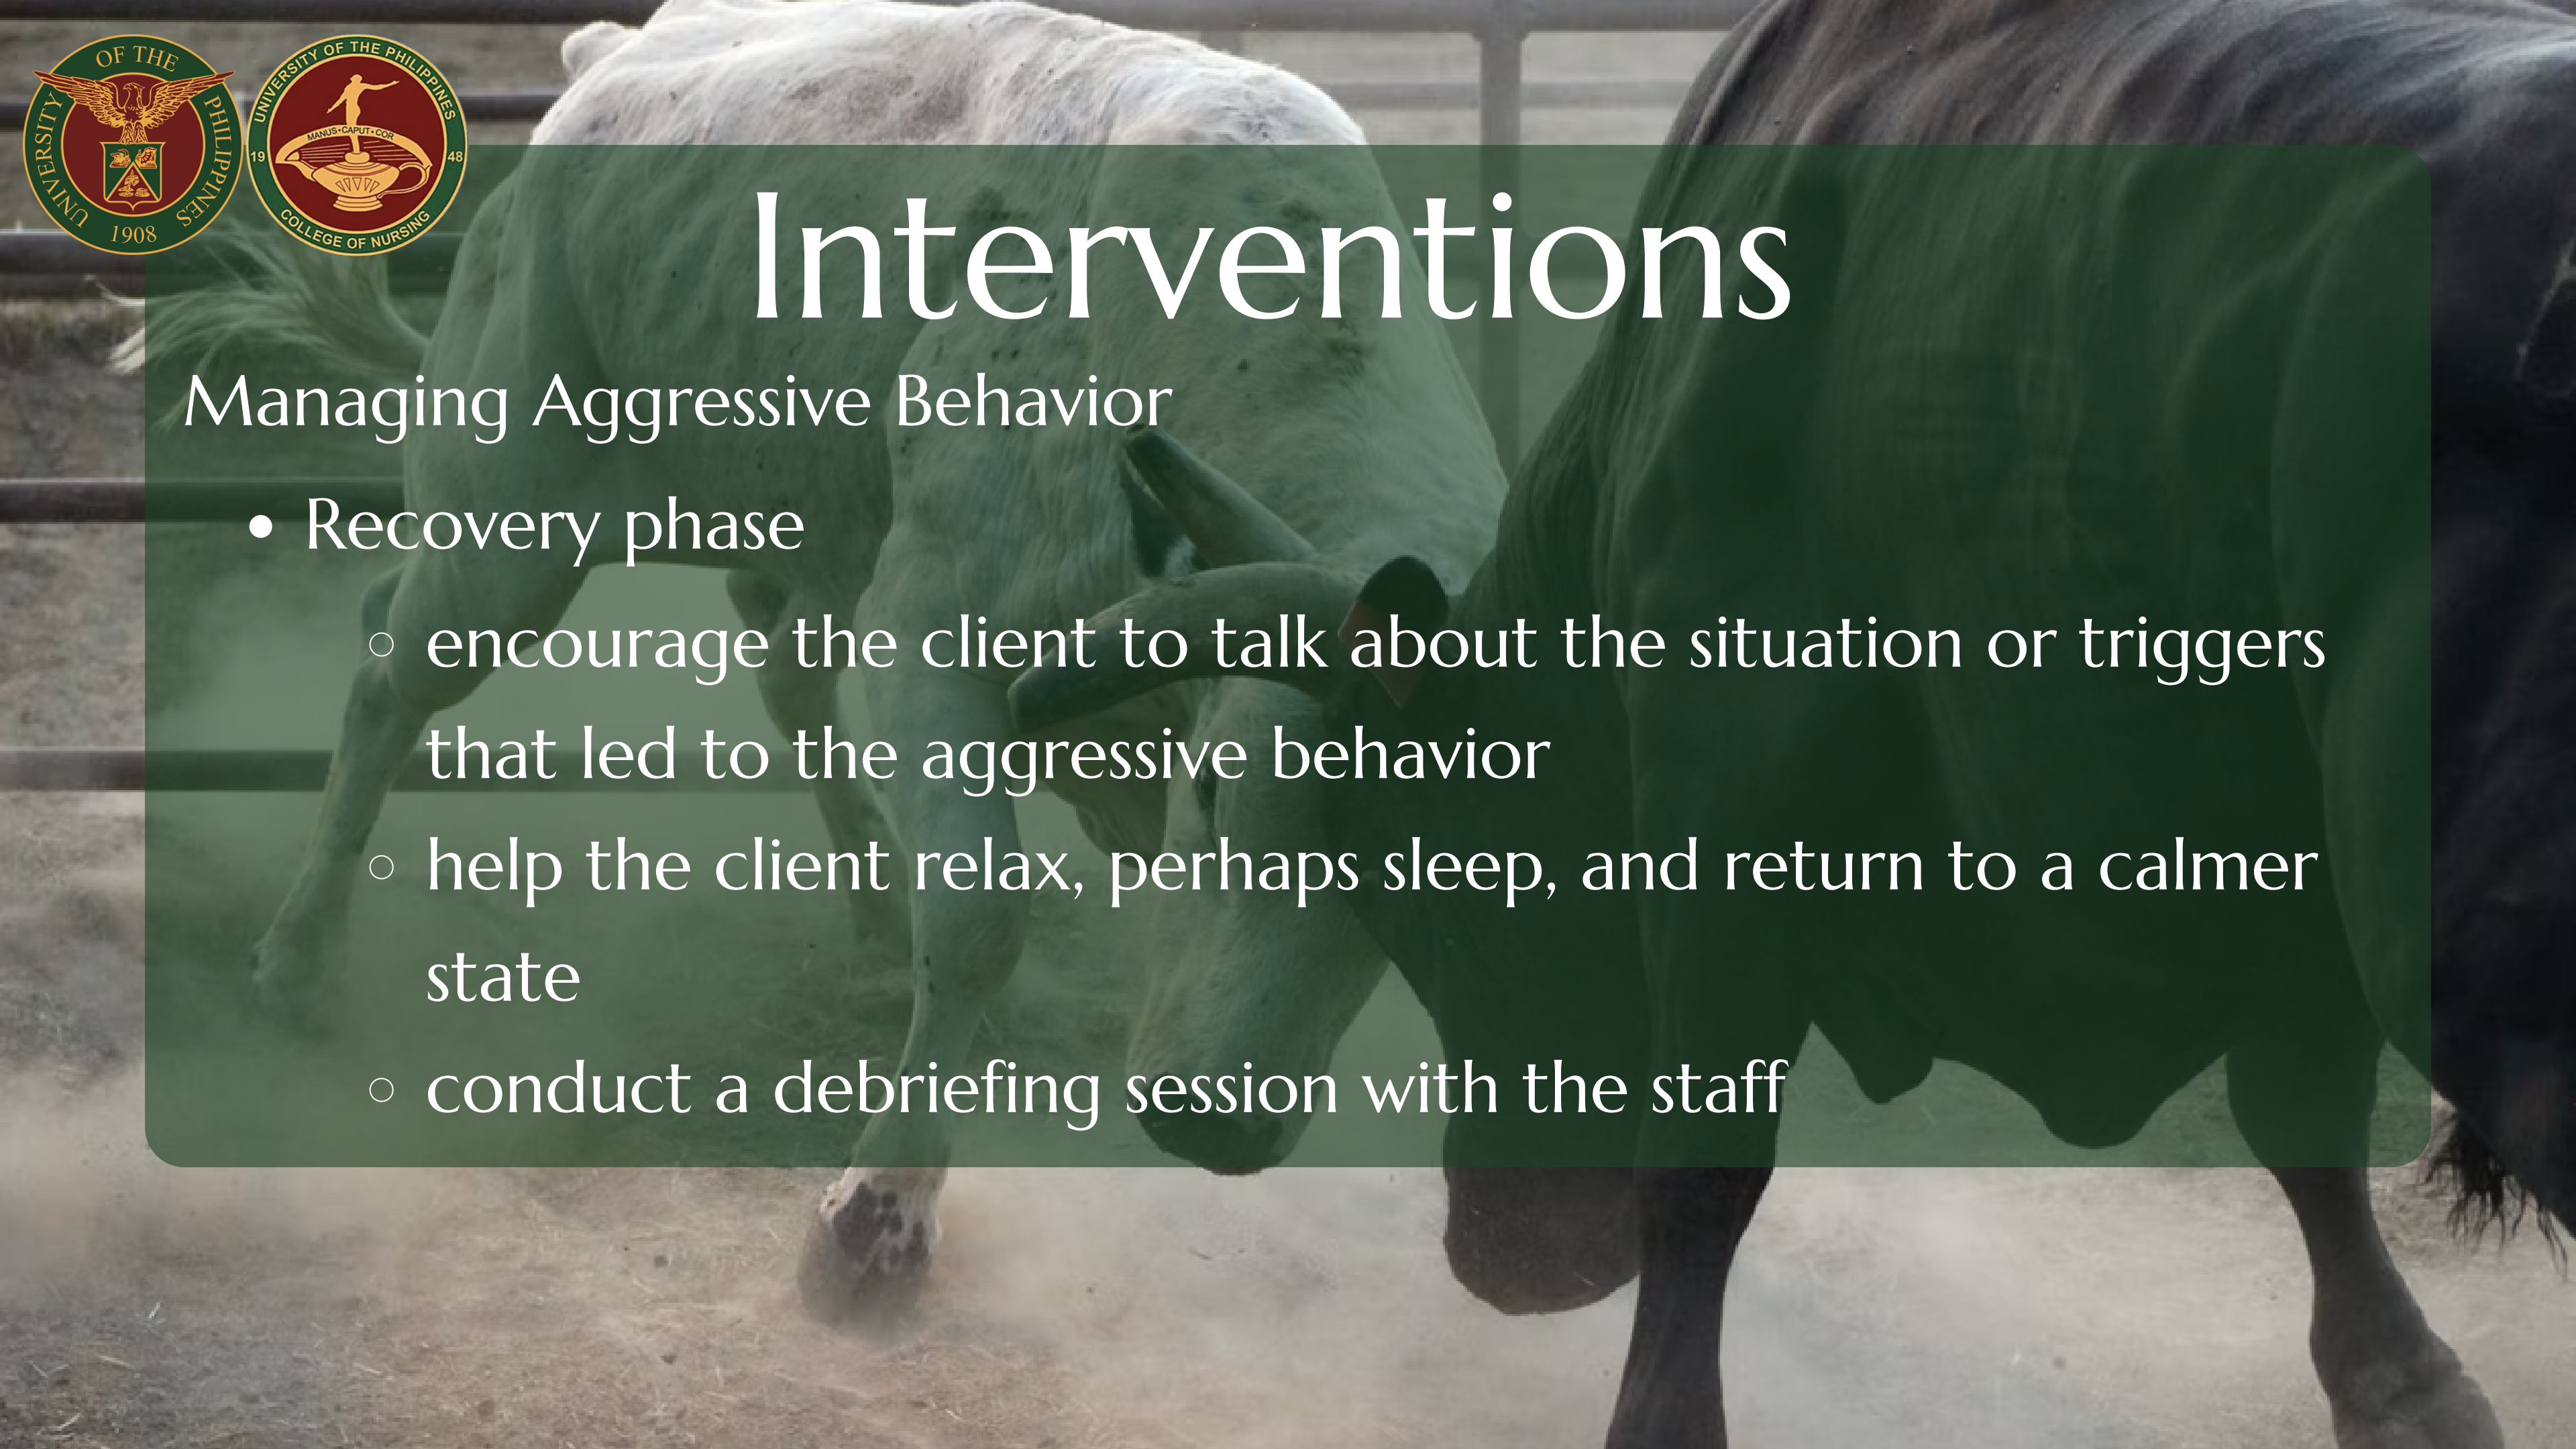 UNIVERSITY OF THE PHILIPPINES
1908
UNIVERSITY OF THE PHILIPPINES
MANUS•CAPUT•COR
19 48
COLLEGE OF NURSING
Interventions
Managing Aggressive Behavior
• Recovery phase
○ encourage the client to talk about the situation or triggers
that led to the aggressive behavior
○ help the client relax, perhaps sleep, and return to a calmer
state
○ conduct a debriefing session with the staff